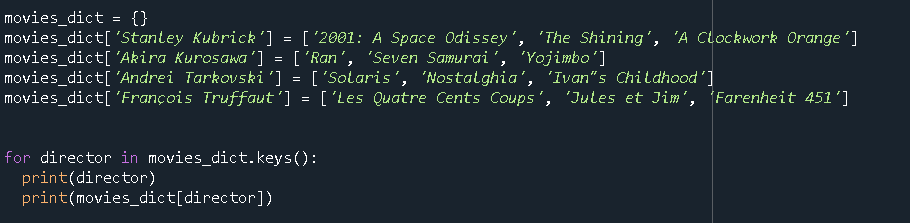 movies_dict = {}
movies_dict['Stanley Kubrick'] = ['2001: A Space Odissey', 'The Shining', 'A Clockwork Orange']
movies_dict['Akira Kurosawa'] = ['Ran', 'Seven Samurai', 'Yojimbo']
movies_dict['Andrei Tarkovski'] = ['Solaris', 'Nostalghia', 'Ivan"s Childhood']
movies_dict['François Truffaut'] = ['Les Quatre Cents Coups', 'Jules et Jim', 'Farenheit 451']
for director in movies_dict.keys():
  print(director)
  print(movies_dict[director])